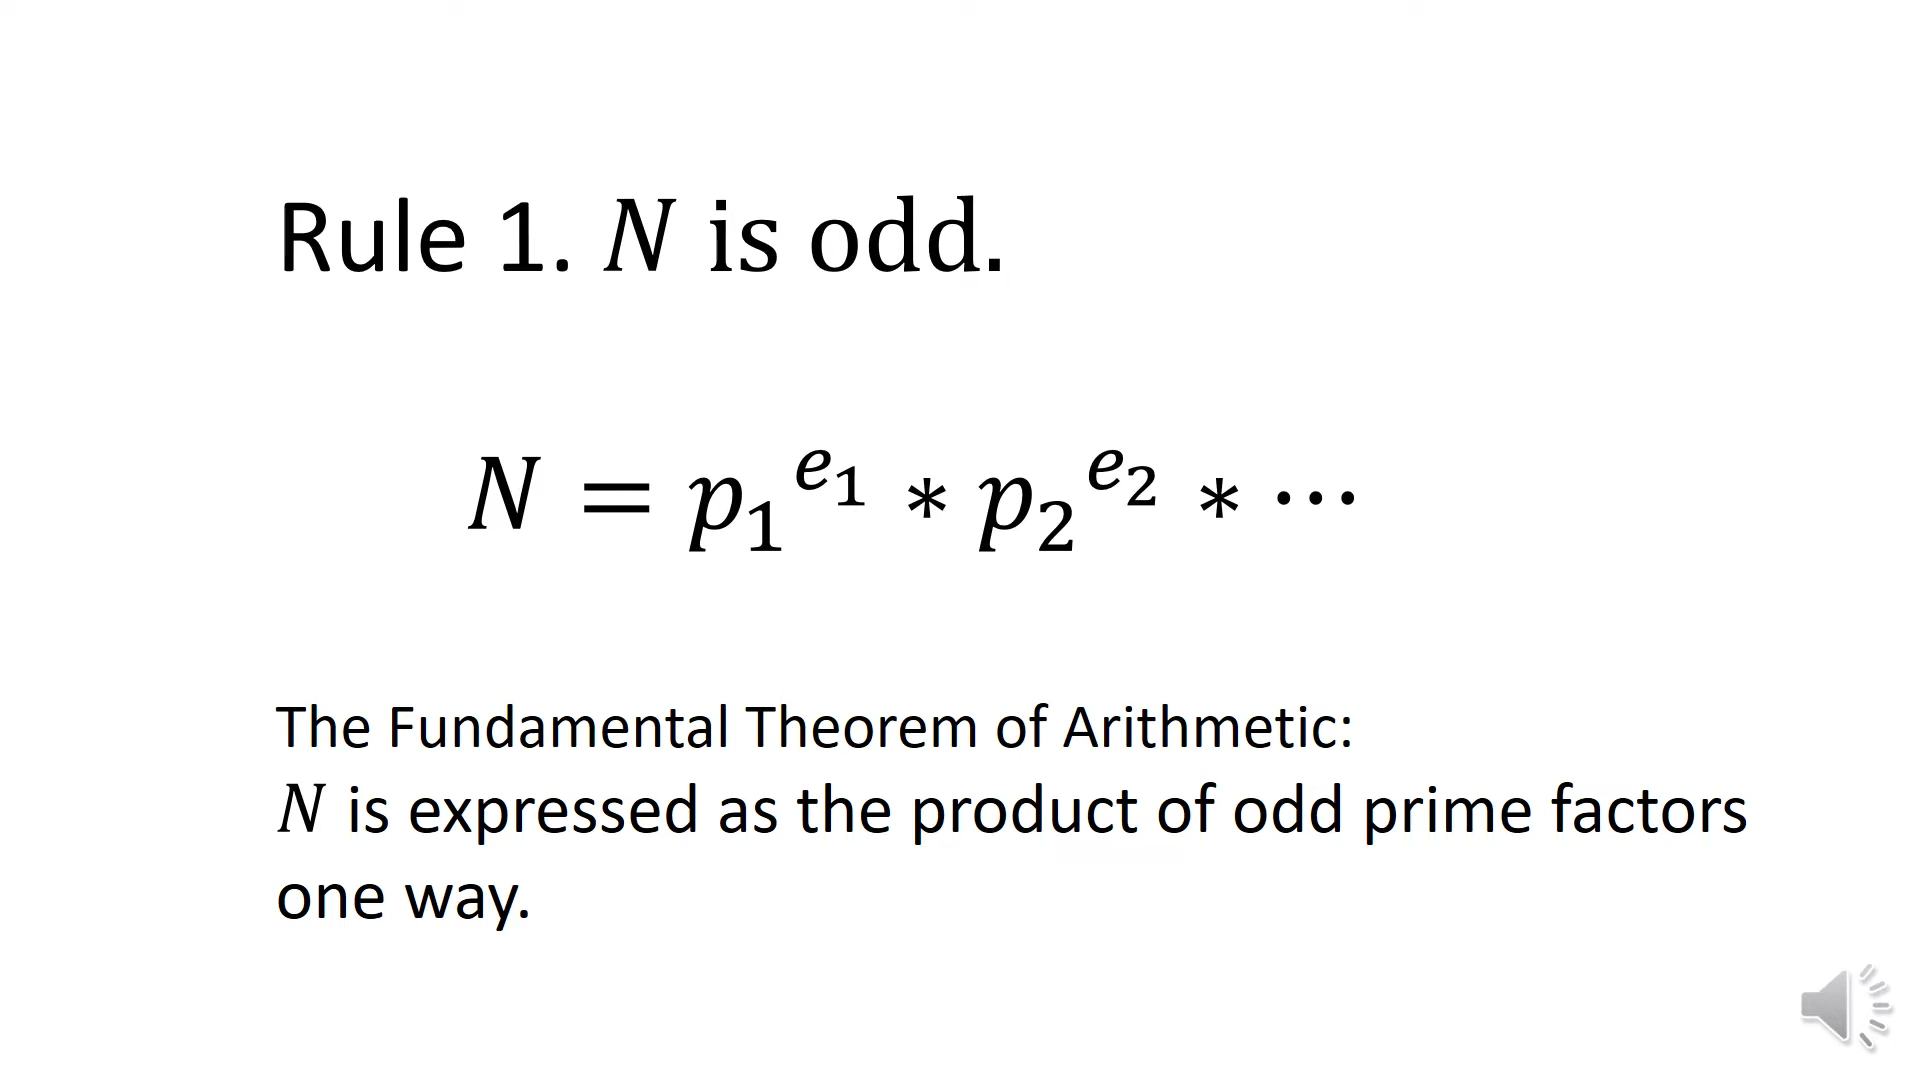 Rule 1. N is odd.
N = p₁^e₁ * p₂^e₂ * ⋯
The Fundamental Theorem of Arithmetic:
N is expressed as the product of odd prime factors
one way.